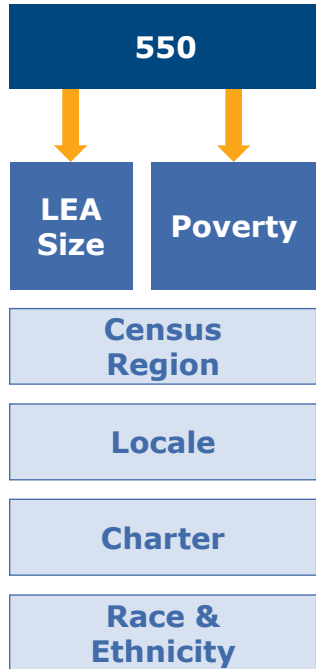 550
LEA
Size
Poverty
Census
Region
Locale
Charter
Race &
Ethnicity